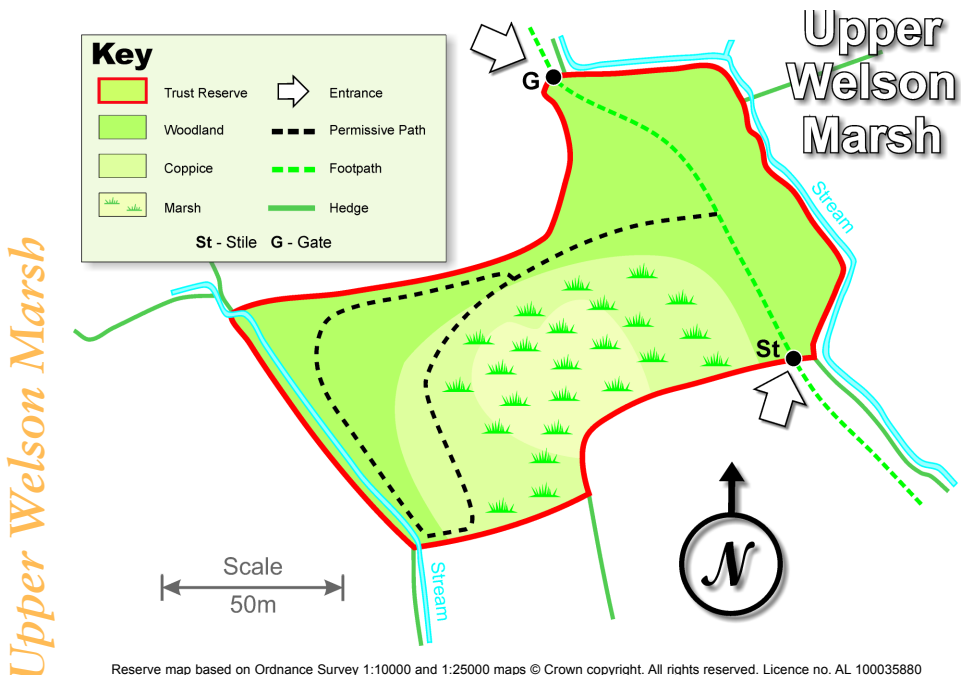 Upper
Welson
Marsh
Key
Trust Reserve
Entrance
Woodland
Permissive Path
Coppice
Footpath
Marsh
Hedge
St - Stile G - Gate
G
Stream
St
Upper Welson Marsh
Scale
50m
Stream
N
Reserve map based on Ordnance Survey 1:10000 and 1:25000 maps © Crown copyright. All rights reserved. Licence no. AL 100035880